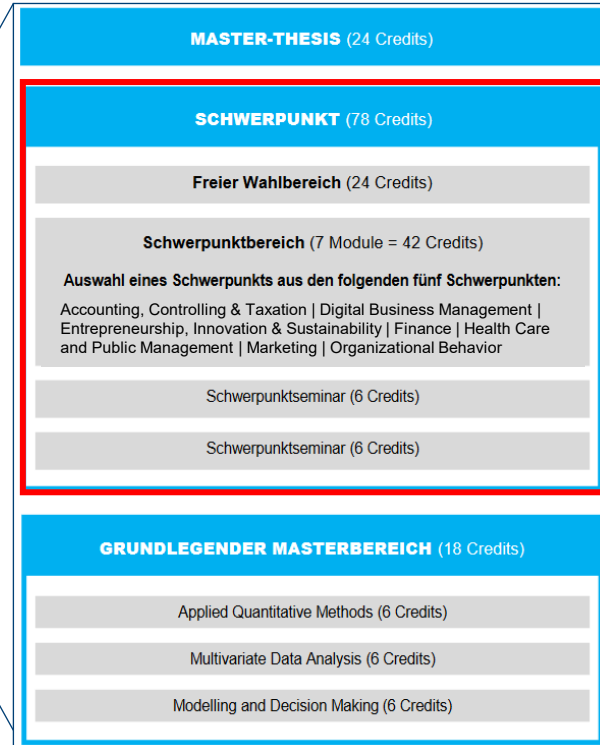 MASTER-THESIS (24 Credits)
SCHWERPUNKT (78 Credits)
Freier Wahlbereich (24 Credits)
Schwerpunktbereich (7 Module = 42 Credits)
Auswahl eines Schwerpunkts aus den folgenden fünf Schwerpunkten:
Accounting, Controlling & Taxation | Digital Business Management |
Entrepreneurship, Innovation & Sustainability | Finance | Health Care
and Public Management | Marketing | Organizational Behavior
Schwerpunktseminar (6 Credits)
Schwerpunktseminar (6 Credits)
GRUNDLEGENDER MASTERBEREICH (18 Credits)
Applied Quantitative Methods (6 Credits)
Multivariate Data Analysis (6 Credits)
Modelling and Decision Making (6 Credits)